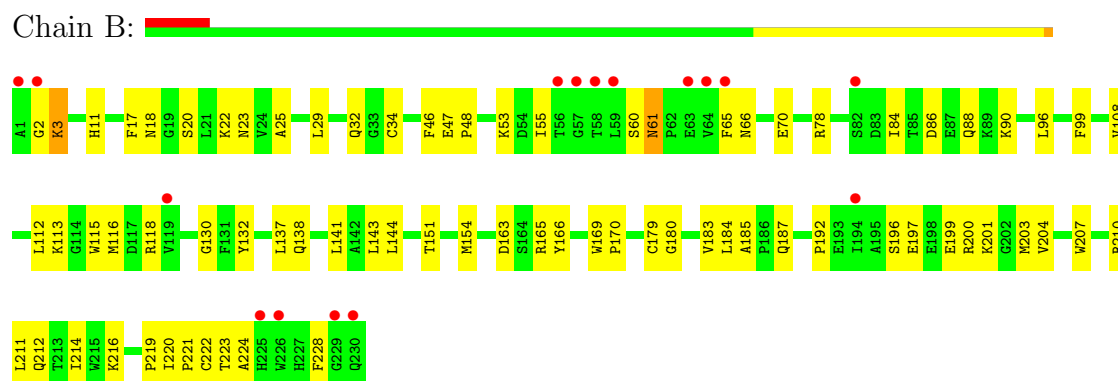 Chain B:
A1 G2 K3 H11 F17 N18 G19 S20 L21 K22 N23 V24 A25 L29 Q32 G33 C34 F46 E47 P48 K53 D54 I55 T56 G57 T58 L59 S60 N61 P62 E63 V64 F65 N66 E70 R78 S82 D83 I84 T85 D86 E87 Q88 K89 K90 L96 F99 V108
L112 K113 G114 W115 M116 D117 R118 V119 G130 F131 Y132 L137 Q138 L141 A142 L143 L144 T151 M154 D163 S164 R165 Y166 W169 P170 C179 G180 V183 L184 A185 P186 Q187 P192 E193 I194 A195 S196 E197 E198 E199 R200 K201 G202 M203 V204 W207
L211 Q212 T213 I214 W215 K216 P219 I220 P221 C222 T223 A224 H225 W226 H227 F228 G229 Q230